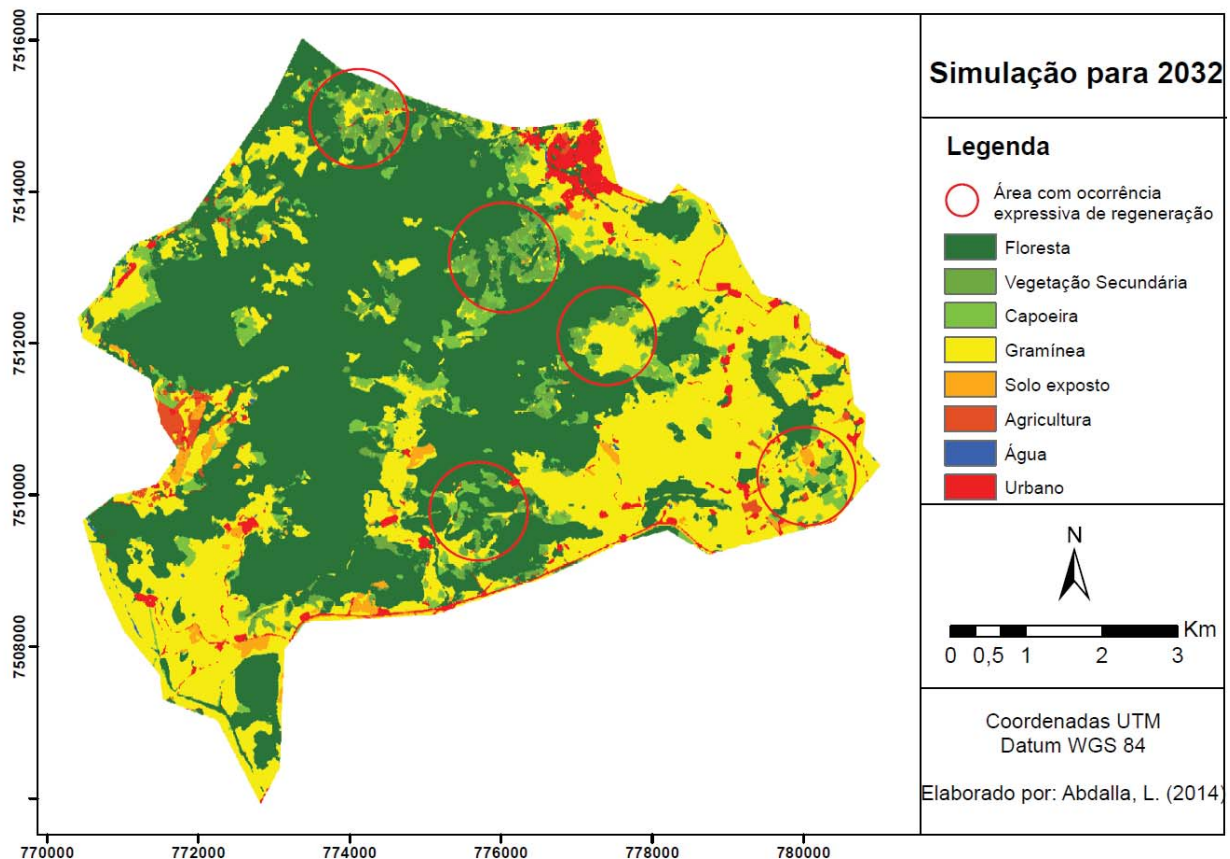 7516000
7514000
7512000
7510000
7508000
770000
772000
774000
776000
778000
780000
Simulação para 2032
Legenda
Área com ocorrência
expressiva de regeneração
Floresta
Vegetação Secundária
Capoeira
Gramínea
Solo exposto
Agricultura
Água
Urbano
N
Km
0 0,5 1 2 3
Coordenadas UTM
Datum WGS 84
Elaborado por: Abdalla, L. (2014)